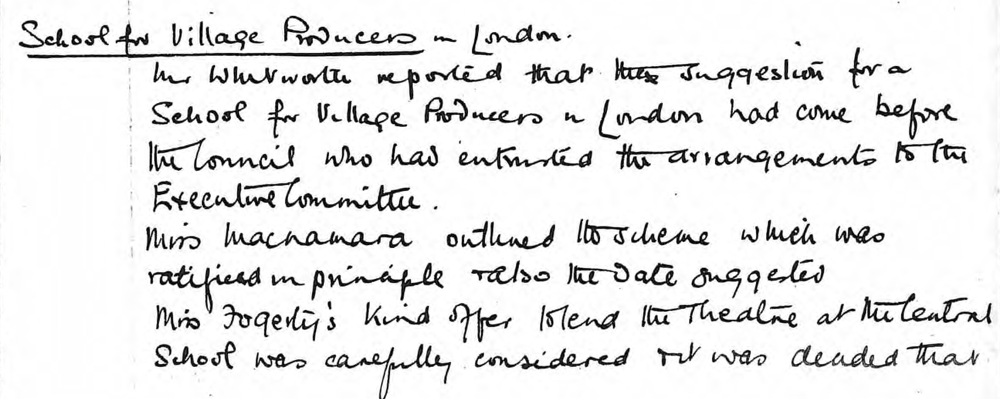 School for Village Producers in London.
Mr Whitworth reported that the suggestion for a
School for Village Producers in London had come before
the Council who had entrusted the arrangements to the
Executive Committee.
Miss Macnamara outlined the scheme which was
ratified in principle & also the date suggested
Miss Fogerty's kind offer to lend the Theatre at the Central
School was carefully considered & it was decided that